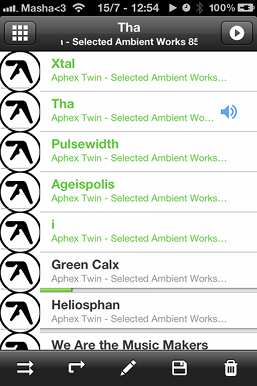 Masha<3 15/7 - 12:54 100%
Tha
ı - Selected Ambient Works 85
Xtal
Aphex Twin - Selected Ambient Works…
Tha
Aphex Twin - Selected Ambient Wo…
Pulsewidth
Aphex Twin - Selected Ambient Works…
Ageispolis
Aphex Twin - Selected Ambient Works…
i
Aphex Twin - Selected Ambient Works…
Green Calx
Aphex Twin - Selected Ambient Works…
Heliosphan
Aphex Twin - Selected Ambient Works…
We Are the Music Makers